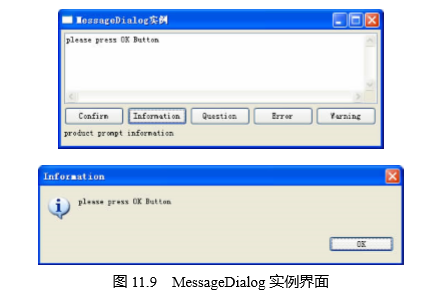 MessageDialog实例
please press OK Button
Confirm Information Question Error Warning
product prompt information
Information
please press OK Button
OK
图 11.9 MessageDialog 实例界面